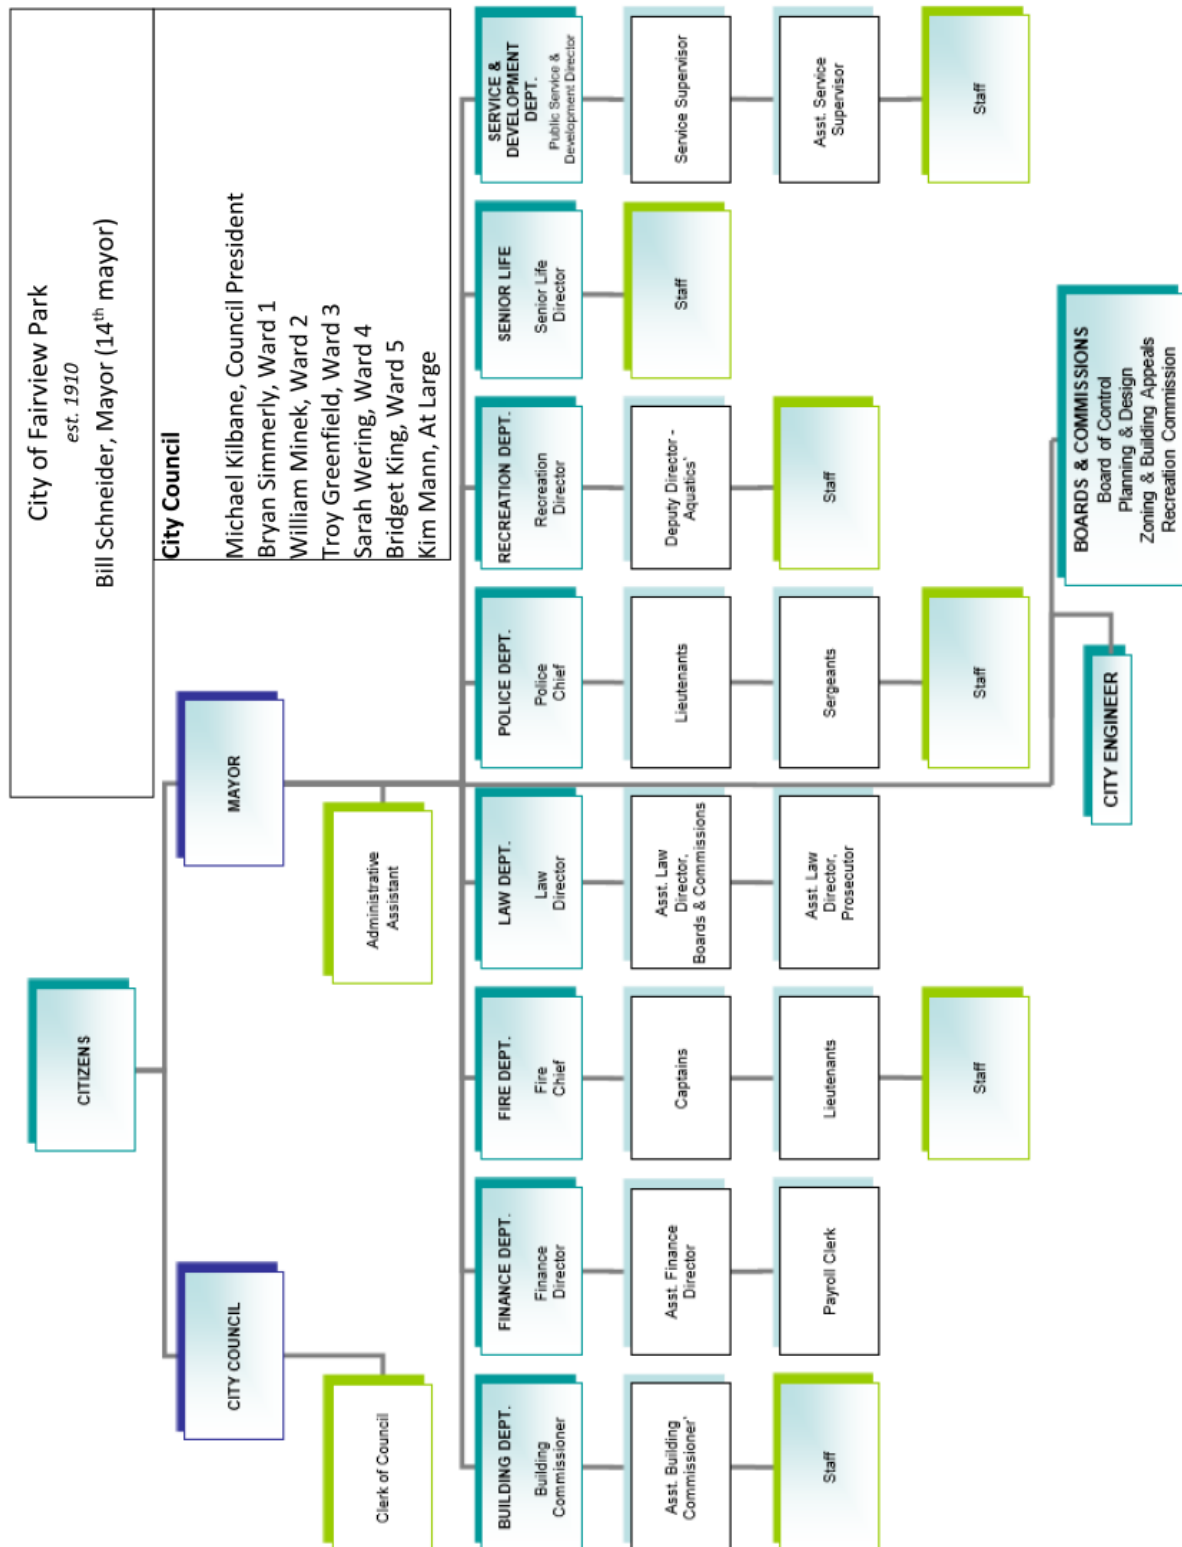 City of Fairview Park
est. 1910
Bill Schneider, Mayor (14th mayor)
City Council
Michael Kilbane, Council President
Bryan Simmerly, Ward 1
William Minek, Ward 2
Troy Greenfield, Ward 3
Sarah Wering, Ward 4
Bridget King, Ward 5
Kim Mann, At Large
CITIZENS
CITY COUNCIL
MAYOR
Clerk of Council
Administrative
Assistant
BUILDING DEPT.
Building
Commissioner
Asst. Building
Commissioner`
Staff
FINANCE DEPT.
Finance
Director
Asst. Finance
Director
Payroll Clerk
FIRE DEPT.
Fire
Chief
Captains
Lieutenants
Staff
LAW DEPT.
Law
Director
Asst. Law
Director,
Boards & Commissions
Asst. Law
Director,
Prosecutor
POLICE DEPT.
Police
Chief
Lieutenants
Sergeants
Staff
RECREATION DEPT.
Recreation
Director
Deputy Director -
Aquatics`
Staff
SENIOR LIFE
Senior Life
Director
Staff
SERVICE &
DEVELOPMENT
DEPT.
Public Service &
Development Director
Service Supervisor
Asst. Service
Supervisor
Staff
CITY ENGINEER
BOARDS & COMMISSIONS
Board of Control
Planning & Design
Zoning & Building Appeals
Recreation Commission